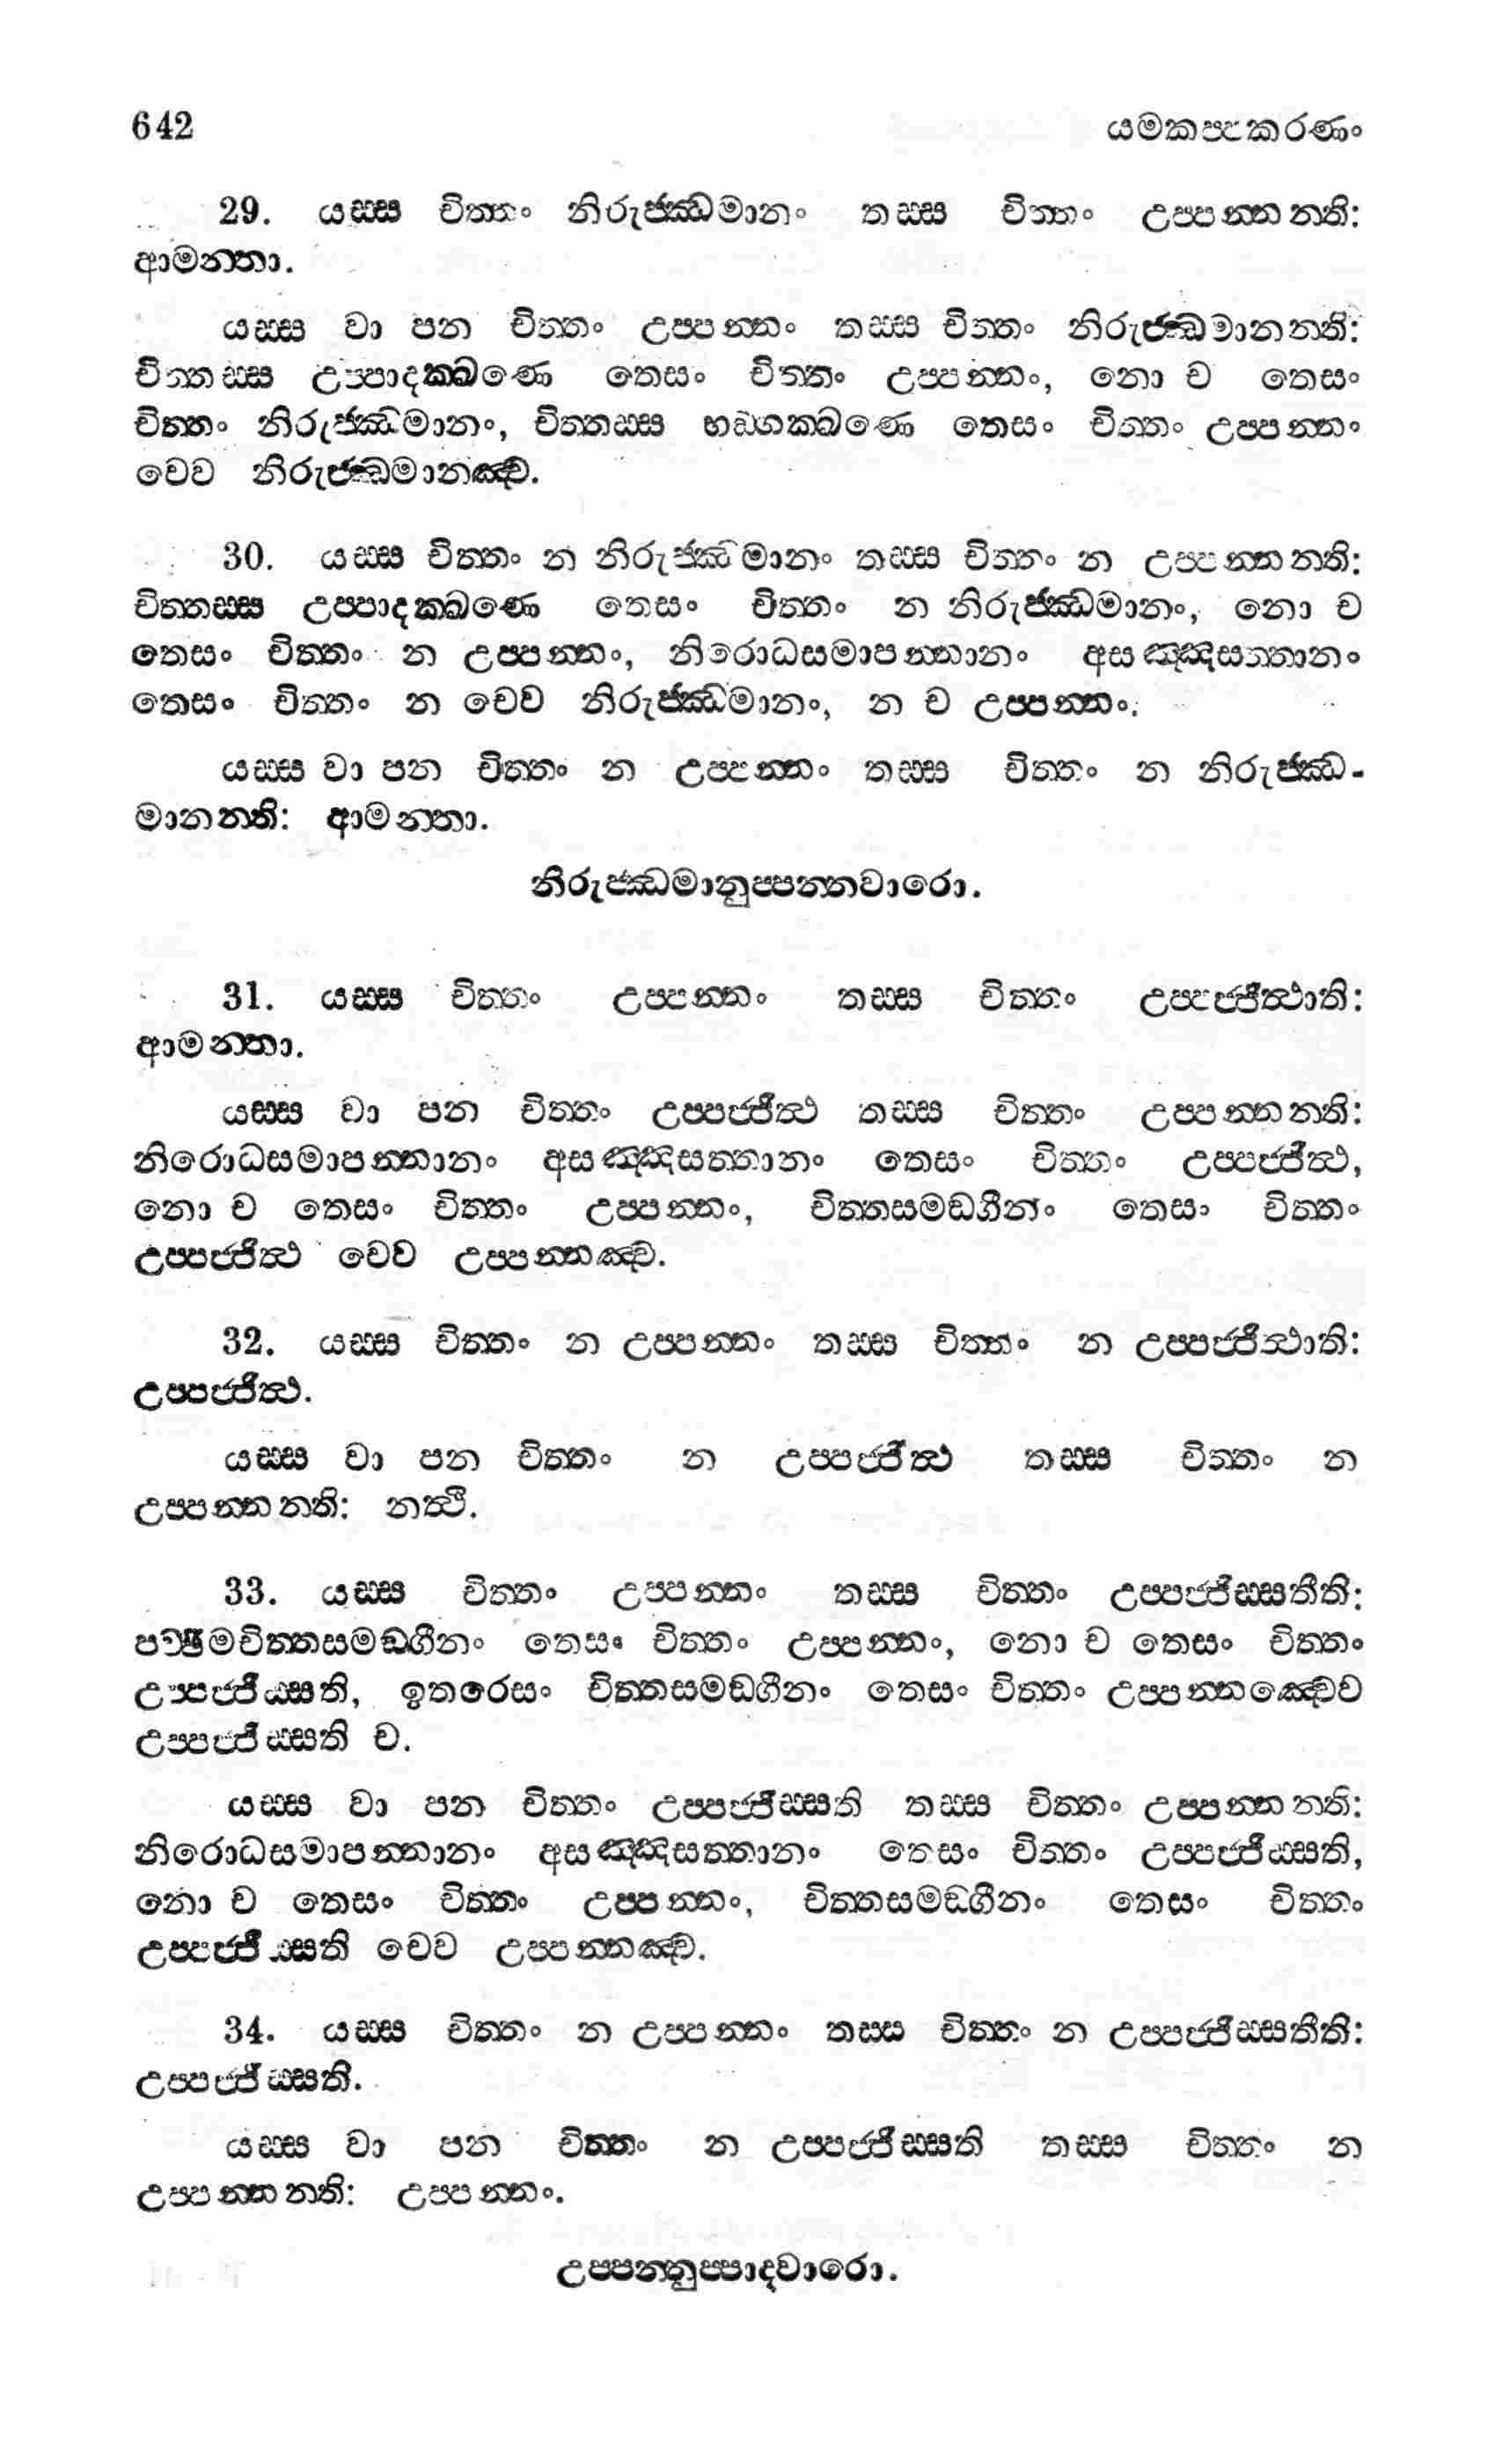 642 යමකප්පකරණං
29. යස්ස චිත්තං නිරුජ්ඣමානං තස්ස චිත්තං උප්පන්නන්ති:
ආමන්තා.
යස්ස වා පන චිත්තං උප්පන්නං තස්ස චිත්තං නිරුජ්ඣමානන්ති:
චිත්තස්ස උප්පාදක්ඛණෙ තෙසං චිත්තං උප්පන්නං, නො ච තෙසං
චිත්තං නිරුජ්ඣමානං, චිත්තස්ස භඞ්ගක්ඛණෙ තෙසං චිත්තං උප්පන්නං
චෙව නිරුජ්ඣමානඤ්ච.
30. යස්ස චිත්තං න නිරුජ්ඣමානං තස්ස චිත්තං න උප්පන්නන්ති:
චිත්තස්ස උප්පාදක්ඛණෙ තෙසං චිත්තං න නිරුජ්ඣමානං, නො ච
තෙසං චිත්තං න උප්පන්නං, නිරොධසමාපන්නානං අසඤ්ඤසත්තානං
තෙසං චිත්තං න චෙව නිරුජ්ඣමානං, න ච උප්පන්නං.
යස්ස වා පන චිත්තං න උප්පන්නං තස්ස චිත්තං න නිරුජ්ඣ-
මානන්ති: ආමන්තා.
නිරුජ්ඣමානුප්පන්නවාරො.
31. යස්ස චිත්තං උප්පන්නං තස්ස චිත්තං උප්පජ්ජිත්ථාති:
ආමන්තා.
යස්ස වා පන චිත්තං උප්පජ්ජිත්ථ තස්ස චිත්තං උප්පන්නන්ති:
නිරොධසමාපන්නානං අසඤ්ඤසත්තානං තෙසං චිත්තං උප්පජ්ජිත්ථ,
නො ච තෙසං චිත්තං උප්පන්නං, චිත්තසමඞ්ගීනං තෙසං චිත්තං
උප්පජ්ජිත්ථ චෙව උප්පන්නඤ්ච.
32. යස්ස චිත්තං න උප්පන්නං තස්ස චිත්තං න උප්පජ්ජිත්ථාති:
උප්පජ්ජිත්ථ.
යස්ස වා පන චිත්තං න උප්පජ්ජිත්ථ තස්ස චිත්තං න
උප්පන්නන්ති: නත්ථි.
33. යස්ස චිත්තං උප්පන්නං තස්ස චිත්තං උප්පජ්ජිස්සතීති:
පච්ඡිමචිත්තසමඞ්ගීනං තෙසං චිත්තං උප්පන්නං, නො ච තෙසං චිත්තං
උප්පජ්ජිස්සති, ඉතරෙසං චිත්තසමඞ්ගීනං තෙසං චිත්තං උප්පන්නඤ්චෙව
උප්පජ්ජිස්සති ච.
යස්ස වා පන චිත්තං උප්පජ්ජිස්සති තස්ස චිත්තං උප්පන්නන්ති:
නිරොධසමාපන්නානං අසඤ්ඤසත්තානං තෙසං චිත්තං උප්පජ්ජිස්සති,
නො ච තෙසං චිත්තං උප්පන්නං, චිත්තසමඞ්ගීනං තෙසං චිත්තං
උප්පජ්ජිස්සති චෙව උප්පන්නඤ්ච.
34. යස්ස චිත්තං න උප්පන්නං තස්ස චිත්තං න උප්පජ්ජිස්සතීති:
උප්පජ්ජිස්සති.
යස්ස වා පන චිත්තං න උප්පජ්ජිස්සති තස්ස චිත්තං න
උප්පන්නන්ති: උප්පන්නං.
උප්පන්නුප්පාදවාරො.